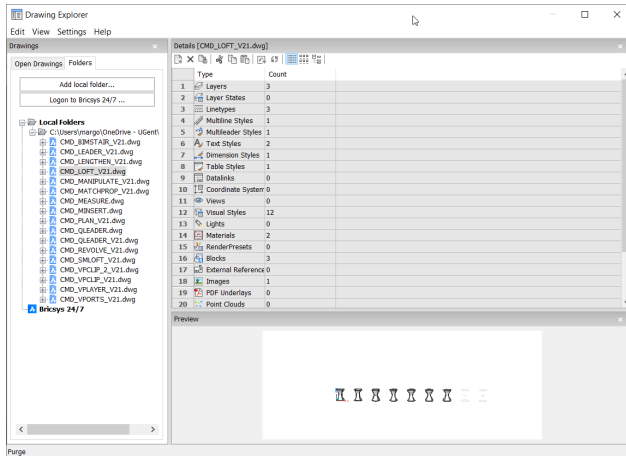 Drawing Explorer
Edit View Settings Help
Drawings
Open Drawings Folders
Add local folder...
Logon to Bricsys 24/7 ...
Local Folders
C:\Users\margo\OneDrive - UGent\
CMD_BIMSTAIR_V21.dwg
CMD_LEADER_V21.dwg
CMD_LENGTHEN_V21.dwg
CMD_LOFT_V21.dwg
CMD_MANIPULATE_V21.dwg
CMD_MATCHPROP_V21.dwg
CMD_MEASURE.dwg
CMD_MINSERT.dwg
CMD_PLAN_V21.dwg
CMD_QLEADER.dwg
CMD_QLEADER_V21.dwg
CMD_REVOLVE_V21.dwg
CMD_SMLOFT_V21.dwg
CMD_VPCLIP_2_V21.dwg
CMD_VPCLIP_V21.dwg
CMD_VPLAYER_V21.dwg
CMD_VPORTS_V21.dwg
Bricsys 24/7
Details [CMD_LOFT_V21.dwg]
Type Count
1 Layers 3
2 Layer States 0
3 Linetypes 3
4 Multiline Styles 1
5 Multileader Styles 1
6 Text Styles 2
7 Dimension Styles 1
8 Table Styles 1
9 Datalinks 0
10 Coordinate System 0
11 Views 0
12 Visual Styles 12
13 Lights 0
14 Materials 2
15 RenderPresets 0
16 Blocks 3
17 External Reference 0
18 Images 1
19 PDF Underlays 0
20 Point Clouds 0
Preview
Purge